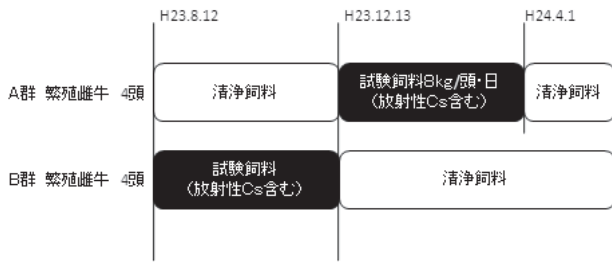 H23.8.12 H23.12.13 H24.4.1
A群 繁殖雌牛 4頭
清浄飼料
試験飼料8kg/頭・日
(放射性Cs含む)
清浄飼料
B群 繁殖雌牛 4頭
試験飼料
(放射性Cs含む)
清浄飼料